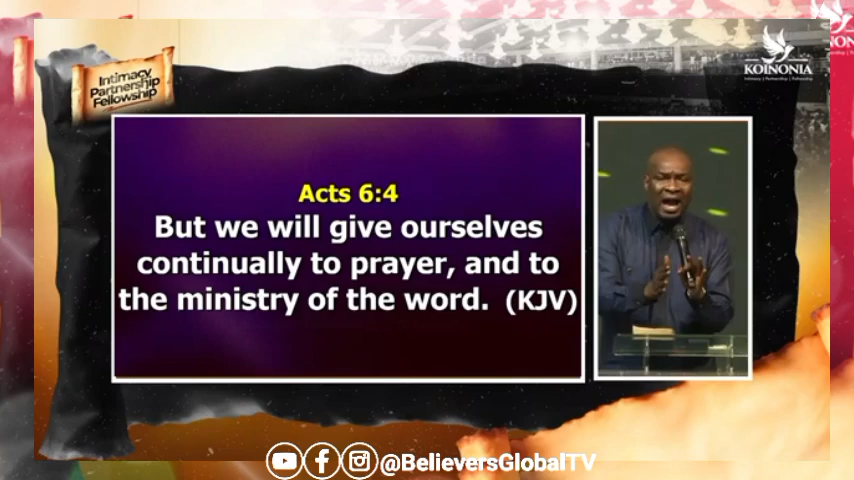 Intimacy
Partnership
Fellowship
KOINONIA
Intimacy | Partnership | Fellowship
Acts 6:4
But we will give ourselves
continually to prayer, and to
the ministry of the word. (KJV)
@BelieversGlobalTV